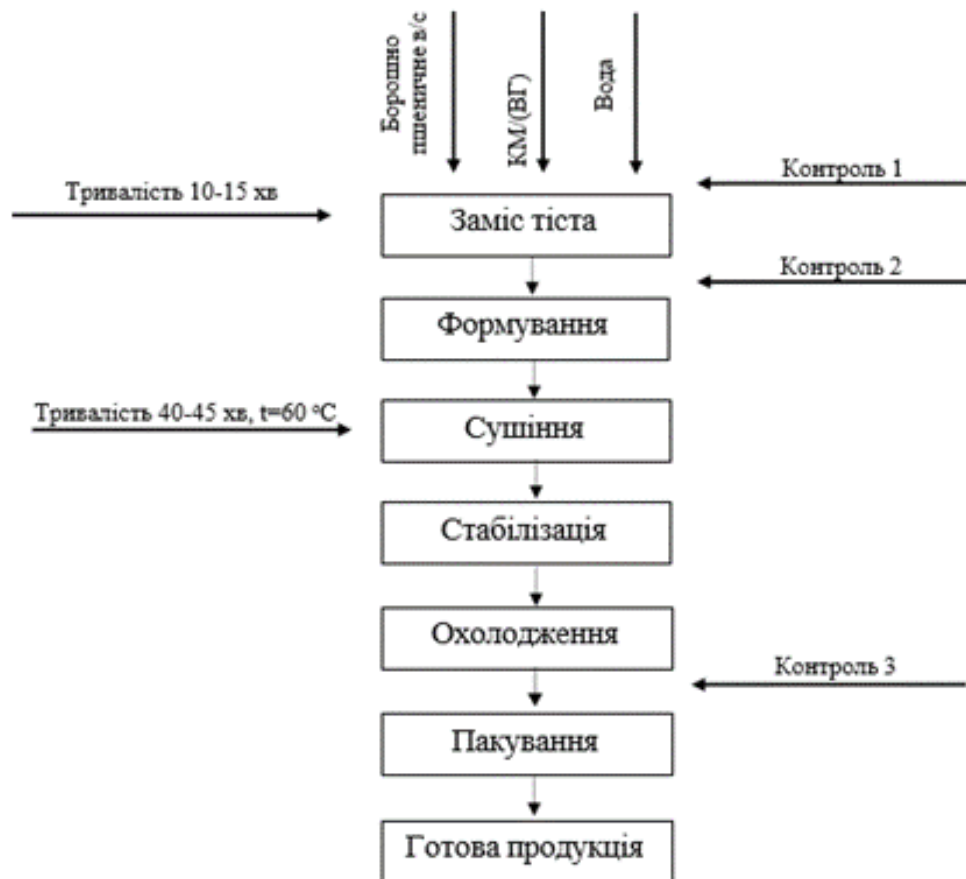 Борошно
пшеничне в/с
КМ/(ВГ)
Вода
Контроль 1
Тривалість 10-15 хв
Заміс тіста
Контроль 2
Формування
Тривалість 40-45 хв, t=60 °С
Сушіння
Стабілізація
Охолодження
Контроль 3
Пакування
Готова продукція